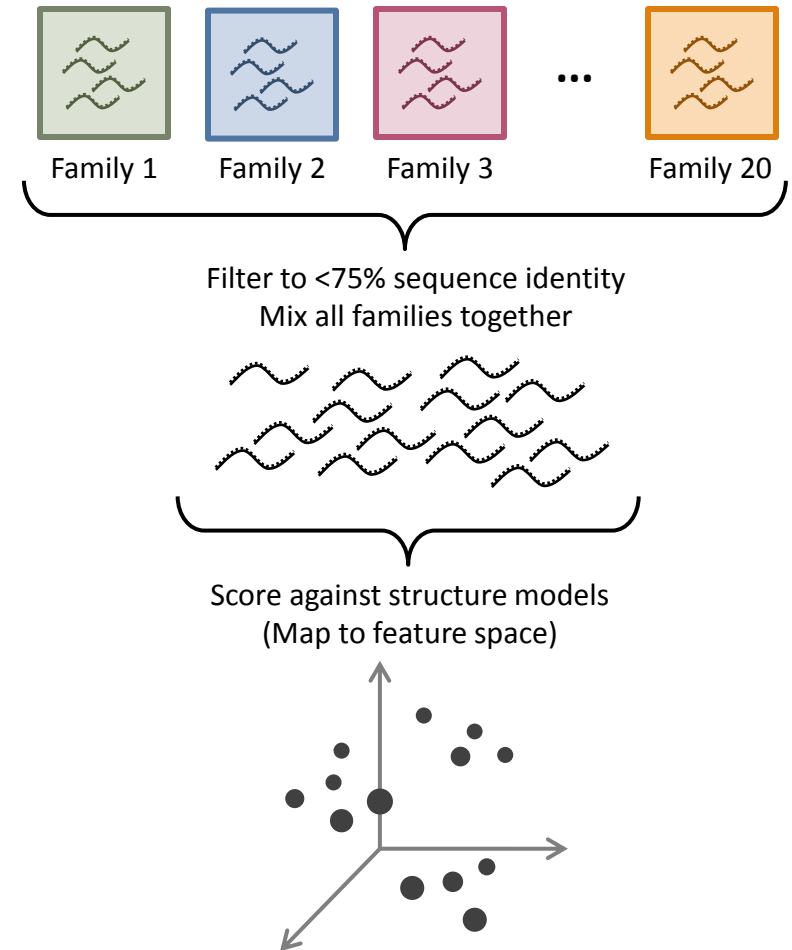 Family 1 Family 2 Family 3 ... Family 20
Filter to <75% sequence identity
Mix all families together
Score against structure models
(Map to feature space)